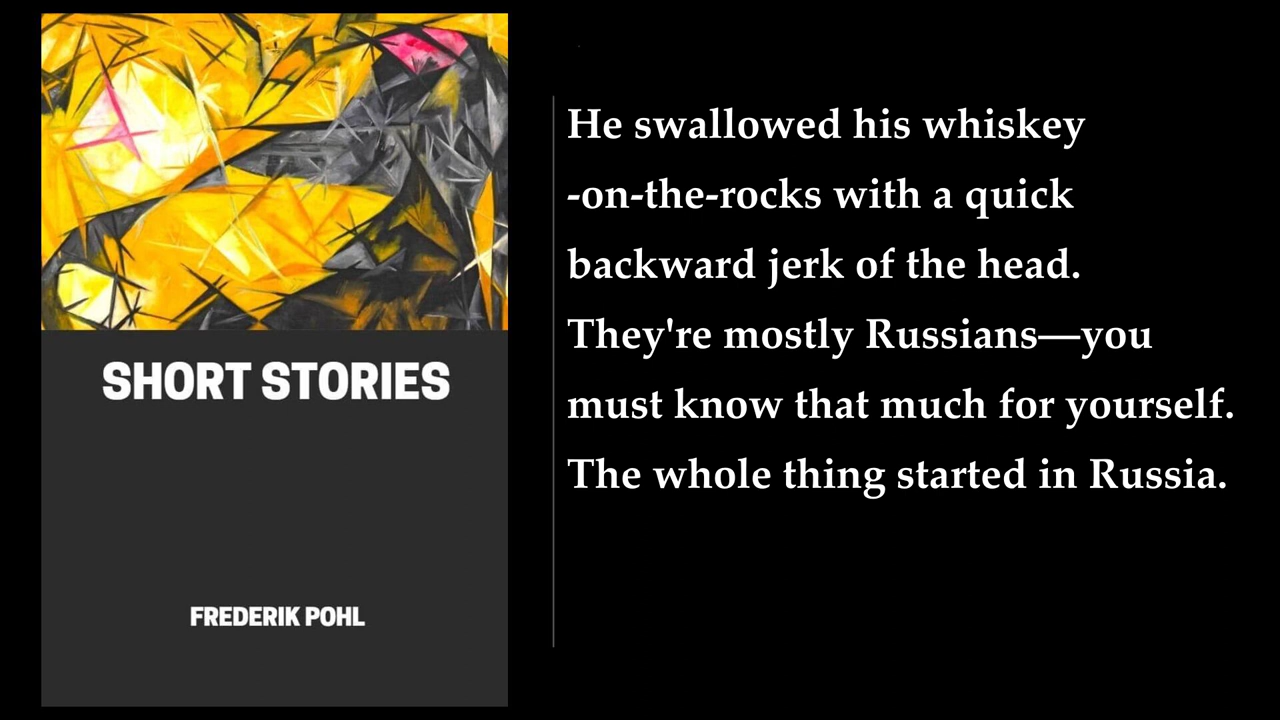 SHORT STORIES
FREDERIK POHL
He swallowed his whiskey
-on-the-rocks with a quick
backward jerk of the head.
They're mostly Russians—you
must know that much for yourself.
The whole thing started in Russia.